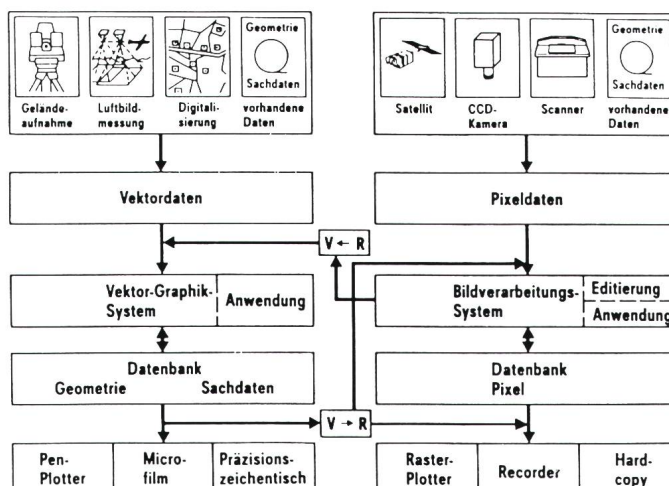 Geometrie
Sachdaten
Gelände-
aufnahme
Luftbild-
messung
Digitali-
sierung
vorhandene
Daten
Geometrie
Sachdaten
Satellit
CCD-
Kamera
Scanner
vorhandene
Daten
Vektordaten
Pixeldaten
V ← R
Vektor-Graphik-
System
Anwendung
Bildverarbeitungs-
System
Editierung
Anwendung
Datenbank
Geometrie Sachdaten
Datenbank
Pixel
V → R
Pen-
Plotter
Micro-
film
Präzisions-
zeichentisch
Raster-
Plotter
Recorder
Hard-
copy